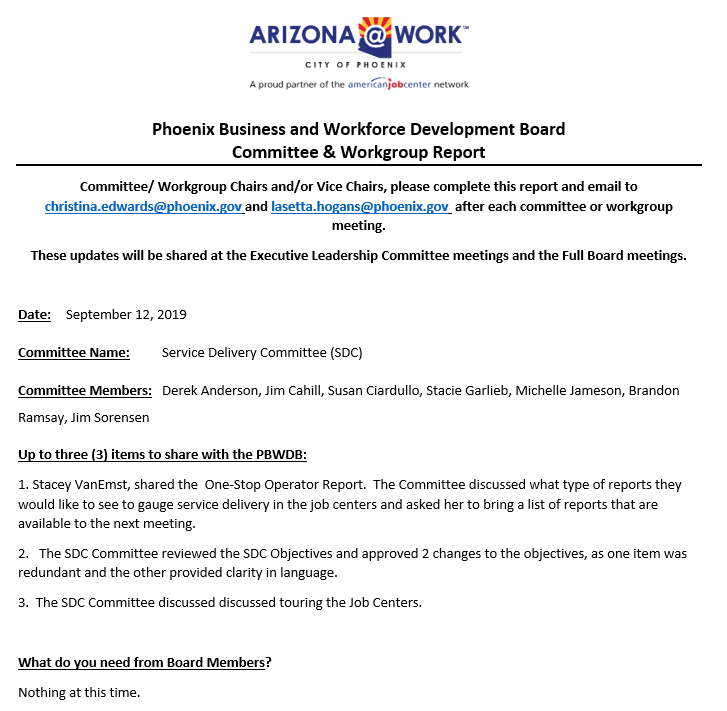 ARIZONA@WORK™
CITY OF PHOENIX
A proud partner of the americanjobcenter network
Phoenix Business and Workforce Development Board
Committee & Workgroup Report
Committee/ Workgroup Chairs and/or Vice Chairs, please complete this report and email to
christina.edwards@phoenix.gov and lasetta.hogans@phoenix.gov after each committee or workgroup
meeting.
These updates will be shared at the Executive Leadership Committee meetings and the Full Board meetings.
Date: September 12, 2019
Committee Name: Service Delivery Committee (SDC)
Committee Members: Derek Anderson, Jim Cahill, Susan Ciardullo, Stacie Garlieb, Michelle Jameson, Brandon
Ramsay, Jim Sorensen
Up to three (3) items to share with the PBWDB:
1. Stacey VanEmst, shared the One-Stop Operator Report. The Committee discussed what type of reports they
would like to see to gauge service delivery in the job centers and asked her to bring a list of reports that are
available to the next meeting.
2. The SDC Committee reviewed the SDC Objectives and approved 2 changes to the objectives, as one item was
redundant and the other provided clarity in language.
3. The SDC Committee discussed discussed touring the Job Centers.
What do you need from Board Members?
Nothing at this time.